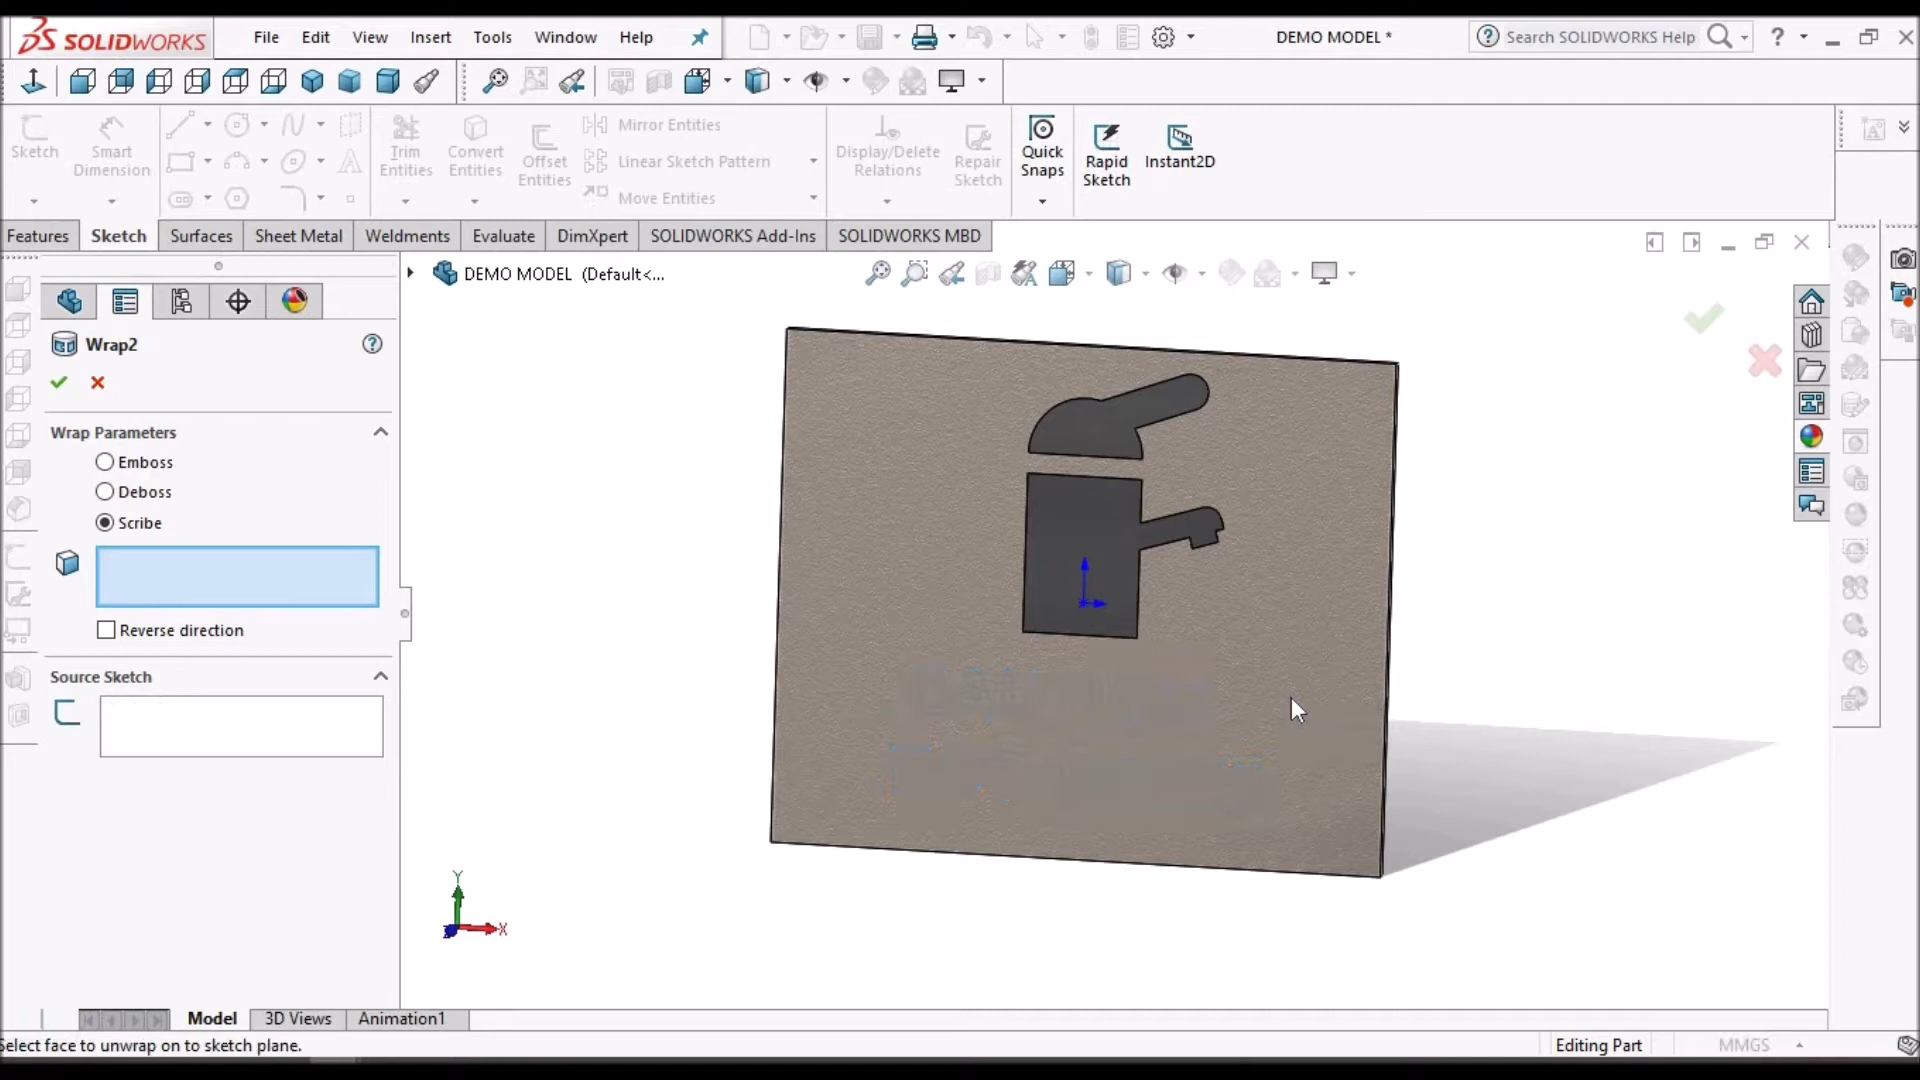 SOLIDWORKS File Edit View Insert Tools Window Help DEMO MODEL * Search SOLIDWORKS Help
Sketch Smart Dimension Trim Entities Convert Entities Offset Entities Mirror Entities Linear Sketch Pattern Move Entities Display/Delete Relations Repair Sketch Quick Snaps Rapid Sketch Instant2D
Features Sketch Surfaces Sheet Metal Weldments Evaluate DimXpert SOLIDWORKS Add-Ins SOLIDWORKS MBD
DEMO MODEL (Default<...
Wrap2
Wrap Parameters
Emboss
Deboss
Scribe
Reverse direction
Source Sketch
Y
X
Model 3D Views Animation1
Select face to unwrap on to sketch plane. Editing Part MMGS